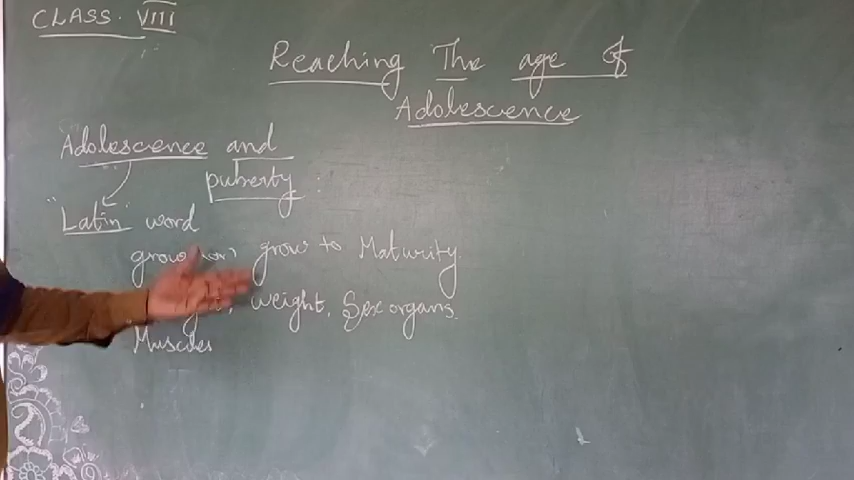 CLASS. VIII
Reaching The age of
Adolescence
Adolescence and
puberty :
"Latin" word
grow to Maturity.
weight, Sex organs.
Muscles